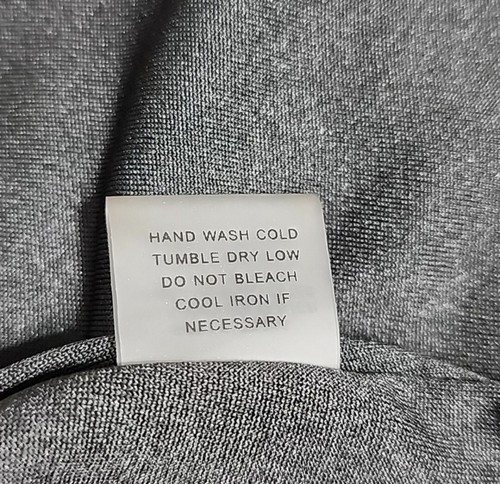 HAND WASH COLD
TUMBLE DRY LOW
DO NOT BLEACH
COOL IRON IF
NECESSARY